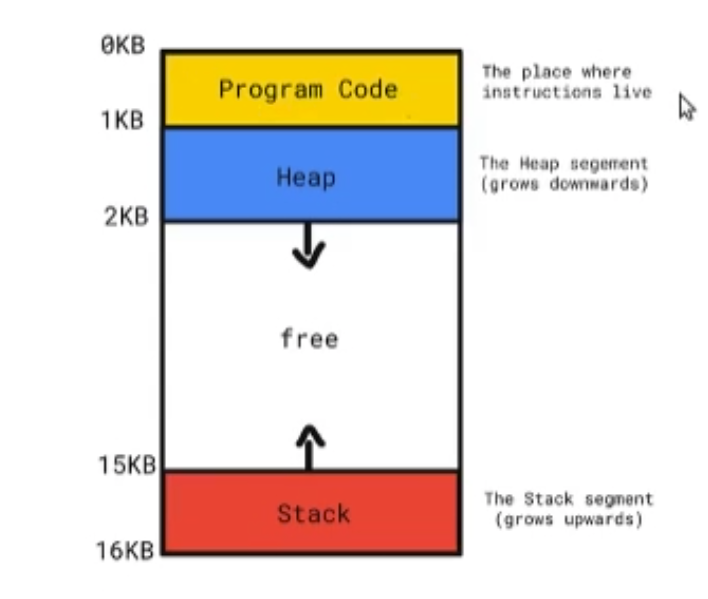 0KB
Program Code
The place where
instructions live
1KB
Heap
The Heap segement
(grows downwards)
2KB
free
15KB
Stack
The Stack segment
(grows upwards)
16KB